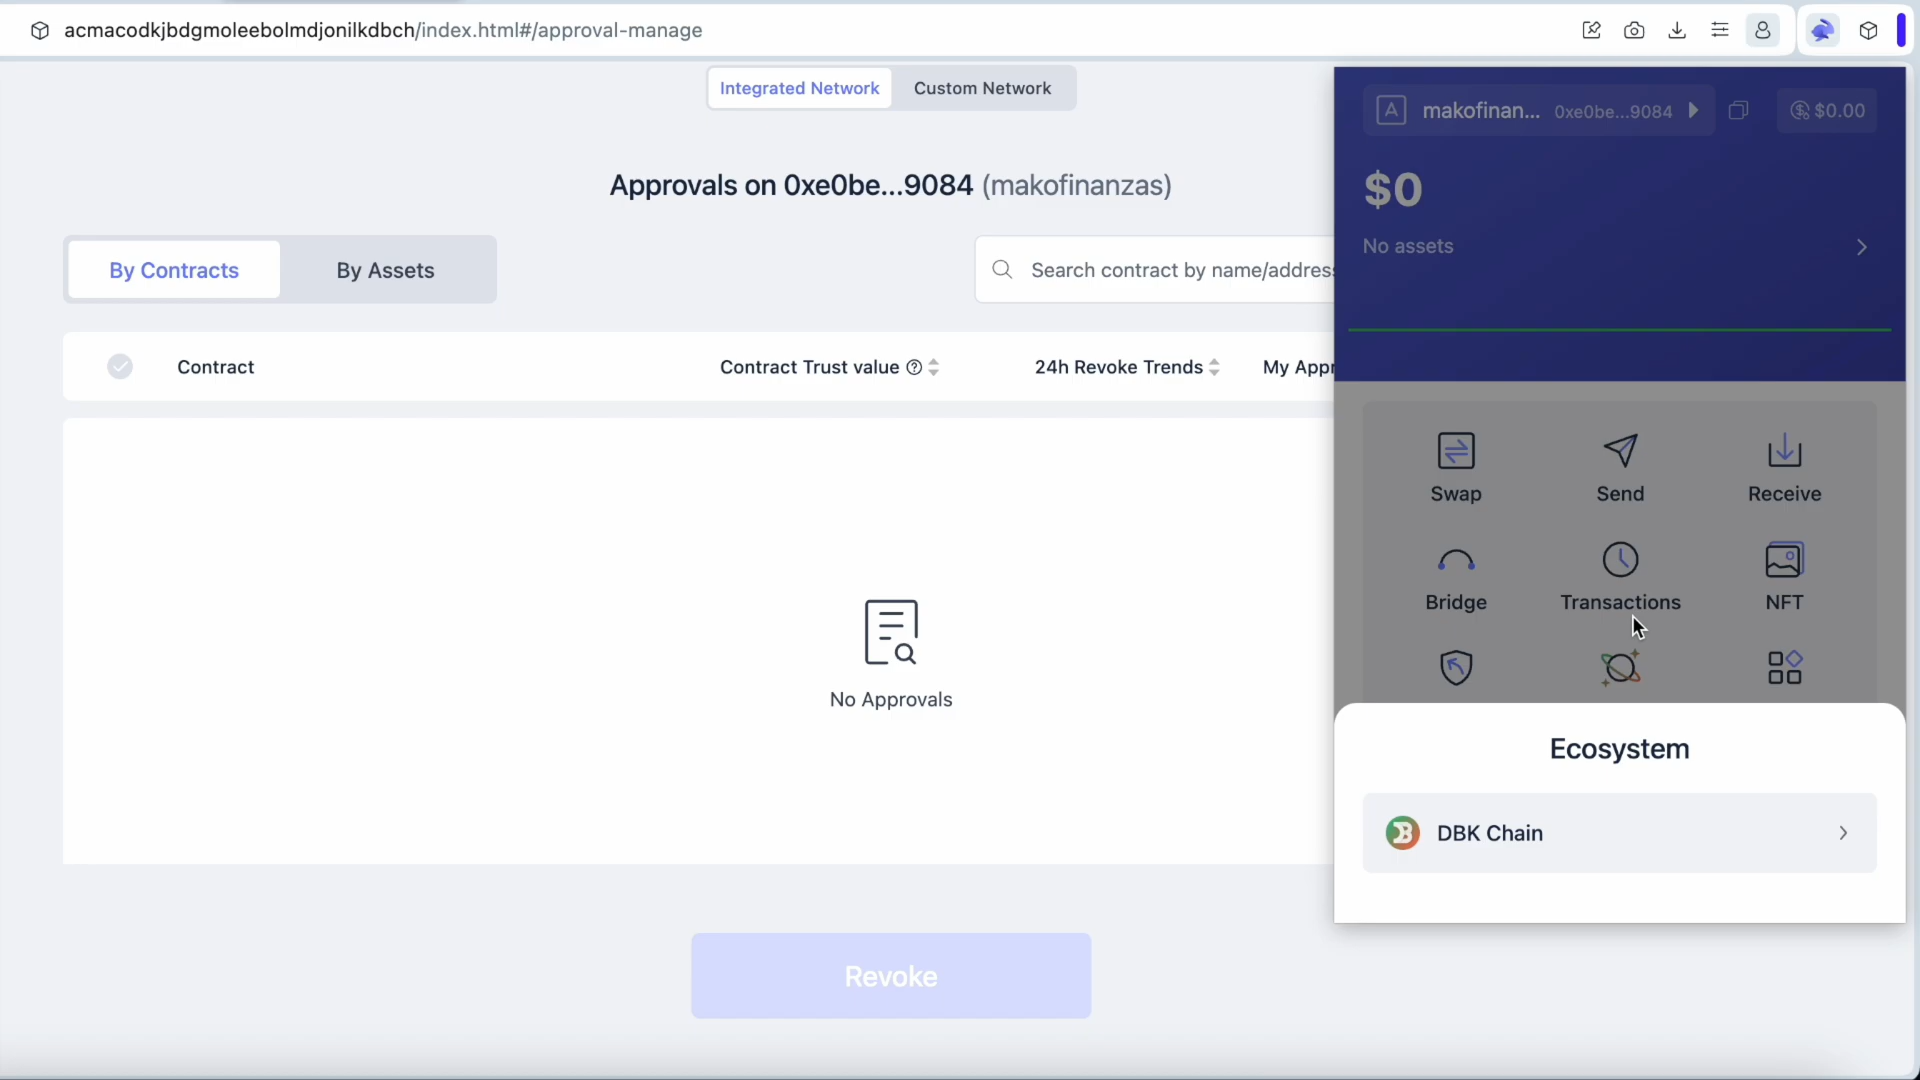 acmacodkjbdgmoleebolmdjonilkdbch/index.html#/approval-manage
Integrated Network
Custom Network
Approvals on 0xe0be...9084 (makofinanzas)
By Contracts
By Assets
Search contract by name/address
Contract
Contract Trust value
24h Revoke Trends
My Appr
No Approvals
Revoke
A
makofinan...
0xe0be...9084
$0.00
$0
No assets
Swap
Send
Receive
Bridge
Transactions
NFT
Ecosystem
DBK Chain